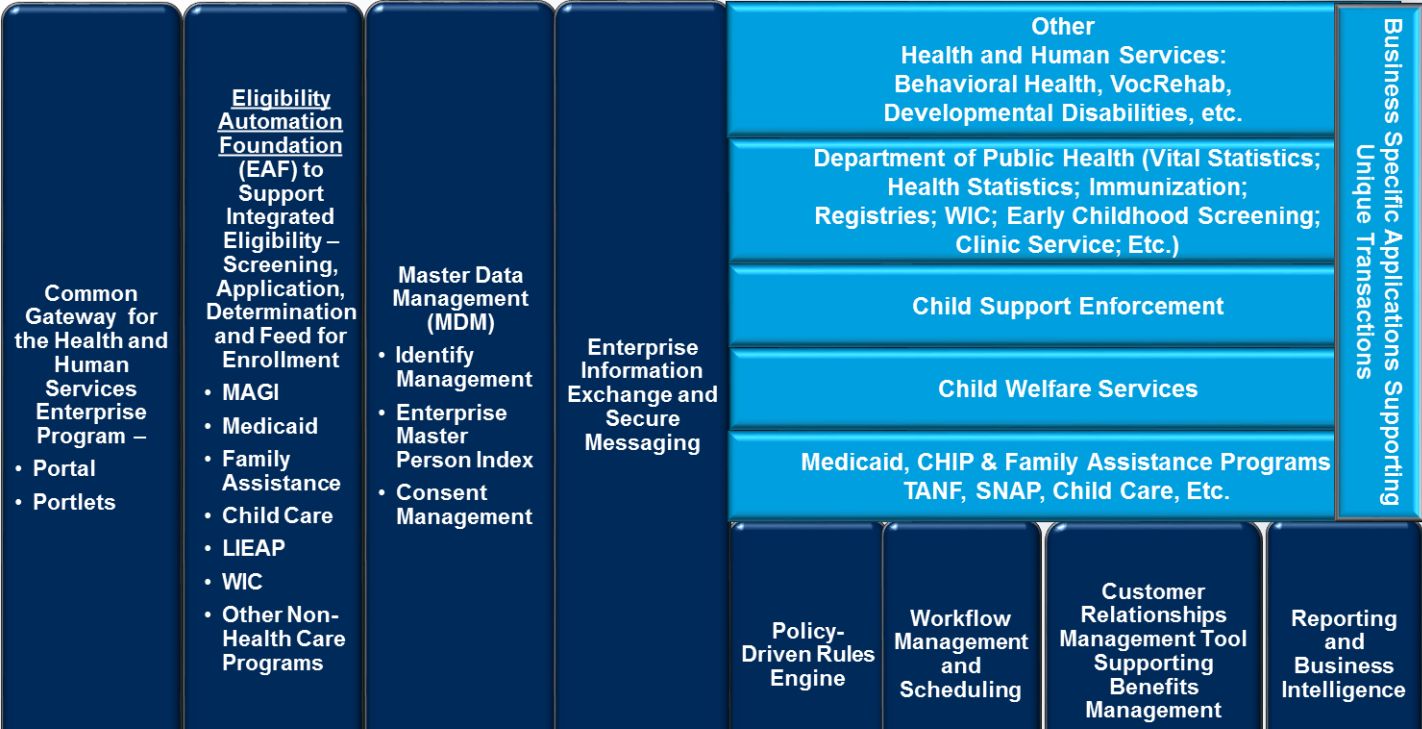 Common
Gateway for
the Health and
Human
Services
Enterprise
Program –
• Portal
• Portlets
Eligibility
Automation
Foundation
(EAF) to
Support
Integrated
Eligibility –
Screening,
Application,
Determination
and Feed for
Enrollment
• MAGI
• Medicaid
• Family
Assistance
• Child Care
• LIEAP
• WIC
• Other Non-
Health Care
Programs
Master Data
Management
(MDM)
• Identify
Management
• Enterprise
Master
Person Index
• Consent
Management
Enterprise
Information
Exchange and
Secure
Messaging
Other
Health and Human Services:
Behavioral Health, VocRehab,
Developmental Disabilities, etc.
Department of Public Health (Vital Statistics;
Health Statistics; Immunization;
Registries; WIC; Early Childhood Screening;
Clinic Service; Etc.)
Child Support Enforcement
Child Welfare Services
Medicaid, CHIP & Family Assistance Programs
TANF, SNAP, Child Care, Etc.
Business Specific Applications Supporting
Unique Transactions
Policy-
Driven Rules
Engine
Workflow
Management
and
Scheduling
Customer
Relationships
Management Tool
Supporting
Benefits
Management
Reporting
and
Business
Intelligence